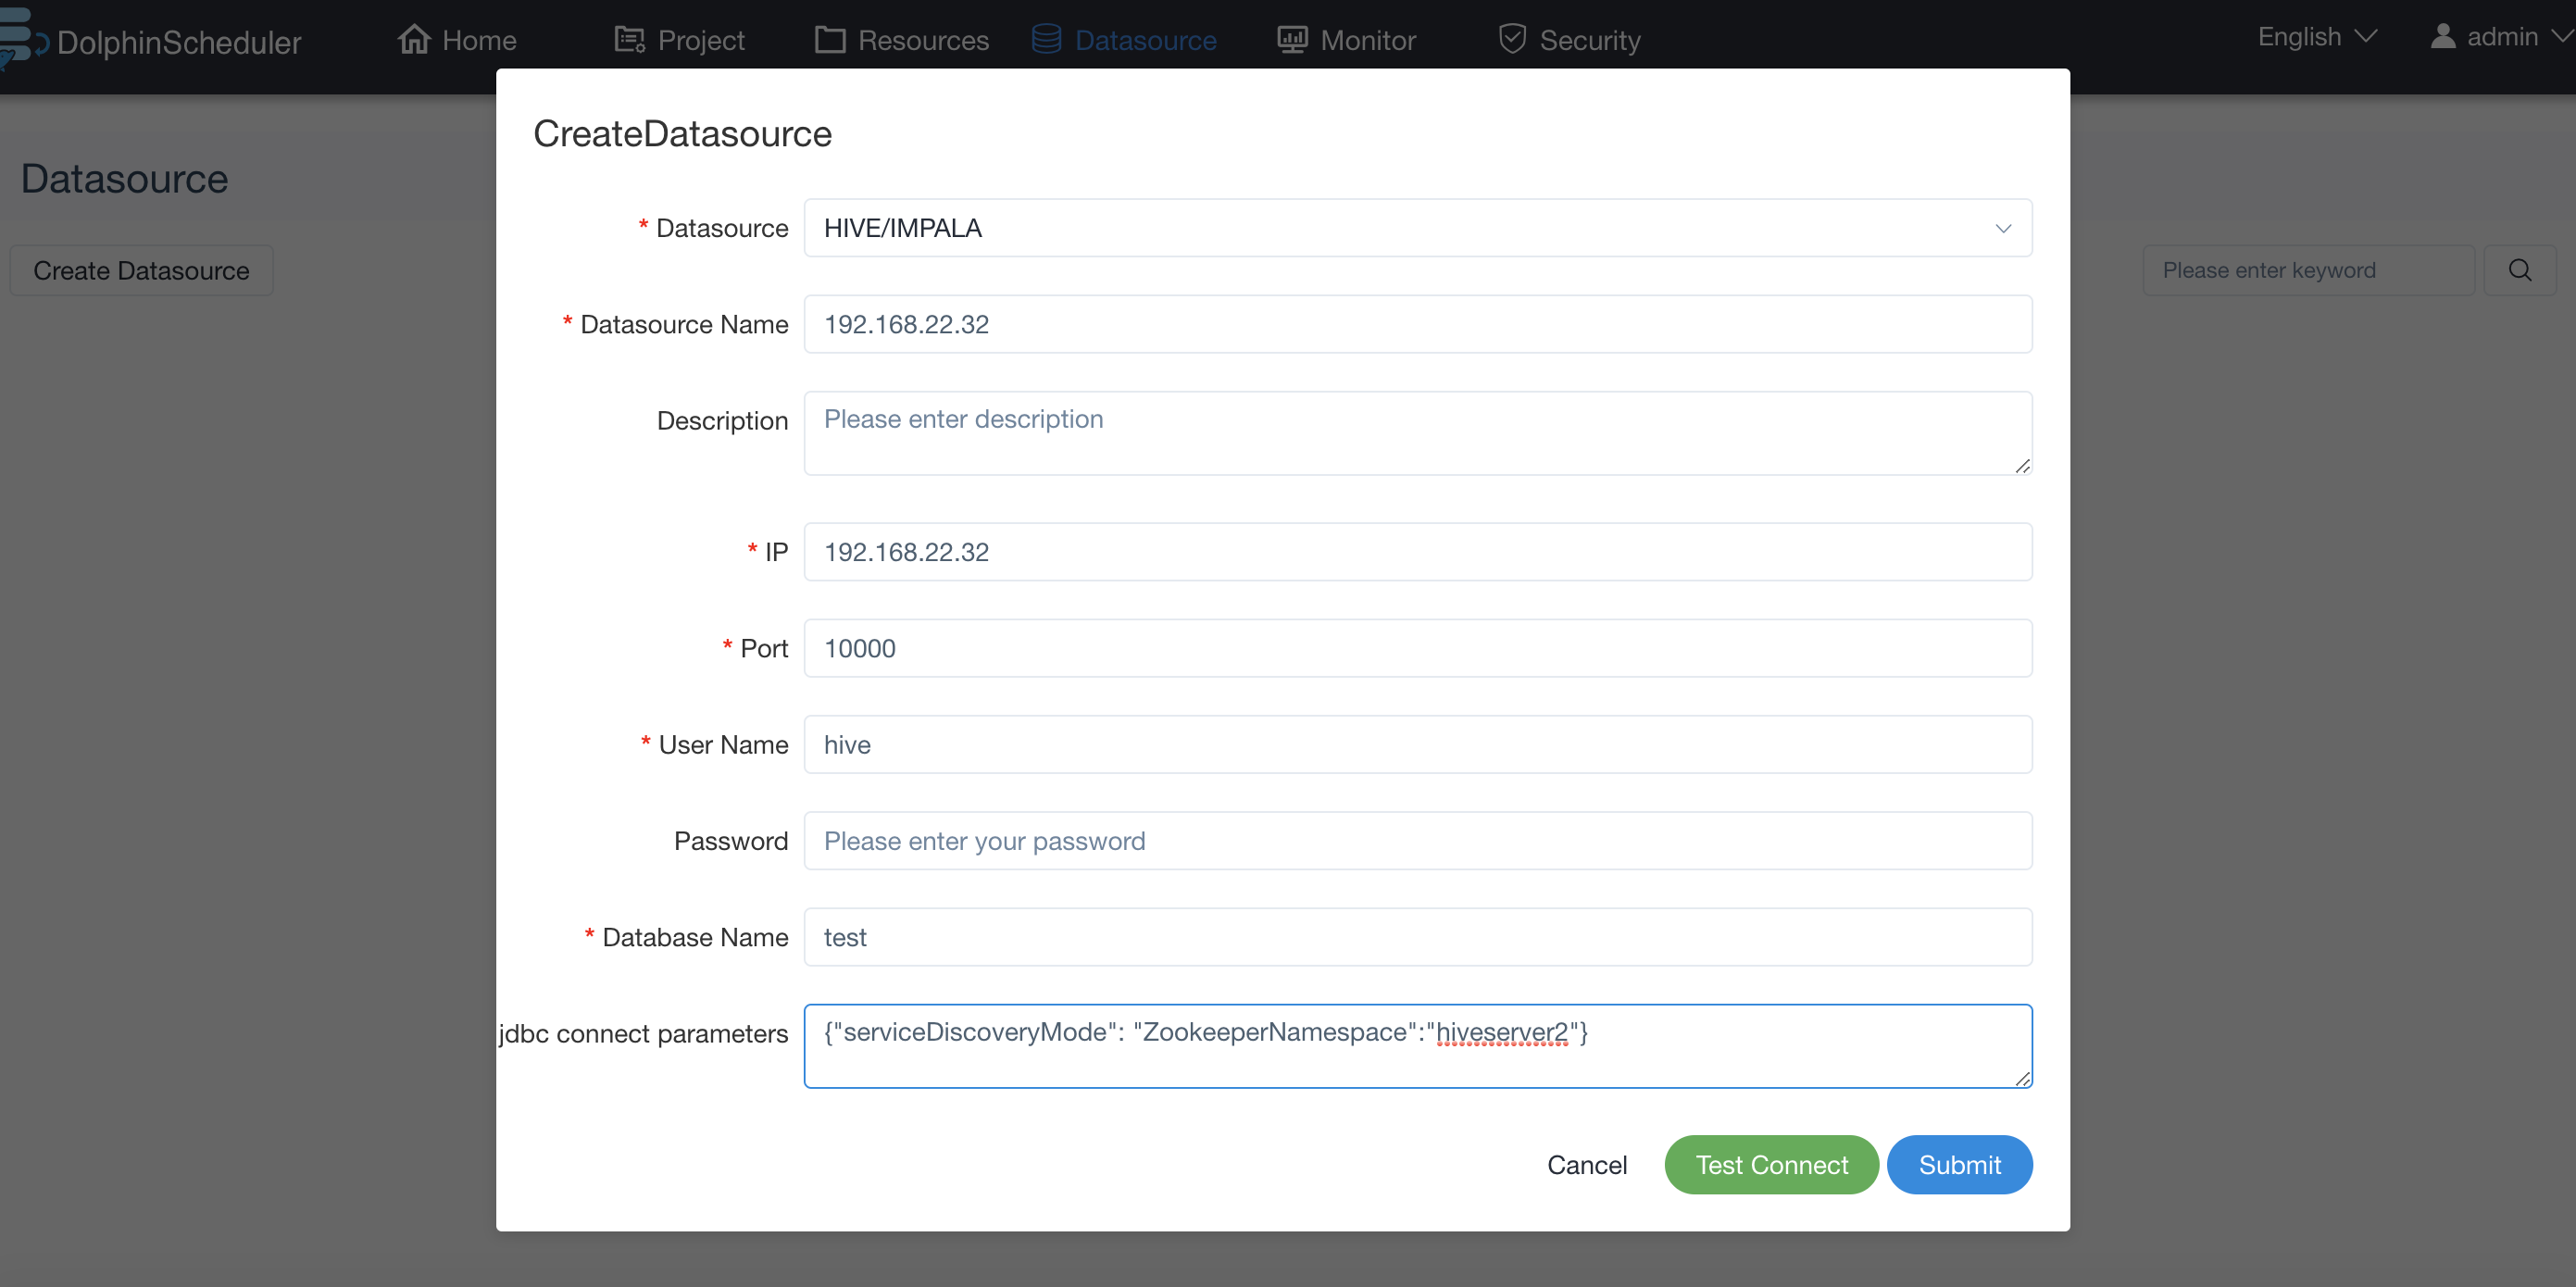 DolphinScheduler Home Project Resources Datasource Monitor Security English admin
CreateDatasource
Datasource
* Datasource HIVE/IMPALA
Create Datasource
Please enter keyword
* Datasource Name 192.168.22.32
Description Please enter description
* IP 192.168.22.32
* Port 10000
* User Name hive
Password Please enter your password
* Database Name test
jdbc connect parameters {"serviceDiscoveryMode": "ZookeeperNamespace":"hiveserver2"}
Cancel Test Connect Submit